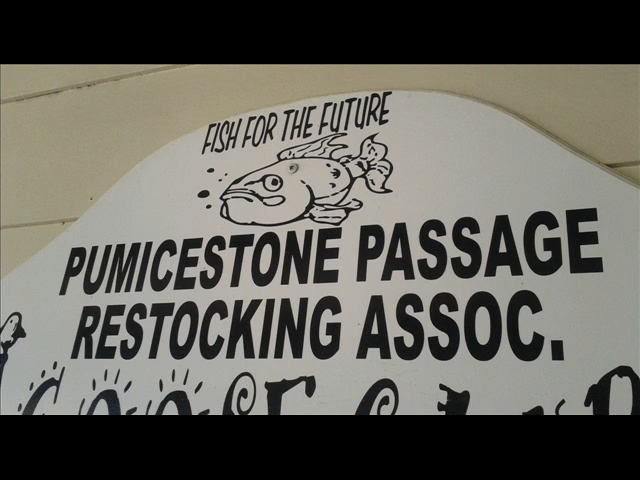 FISH FOR THE FUTURE
PUMICESTONE PASSAGE
RESTOCKING ASSOC.